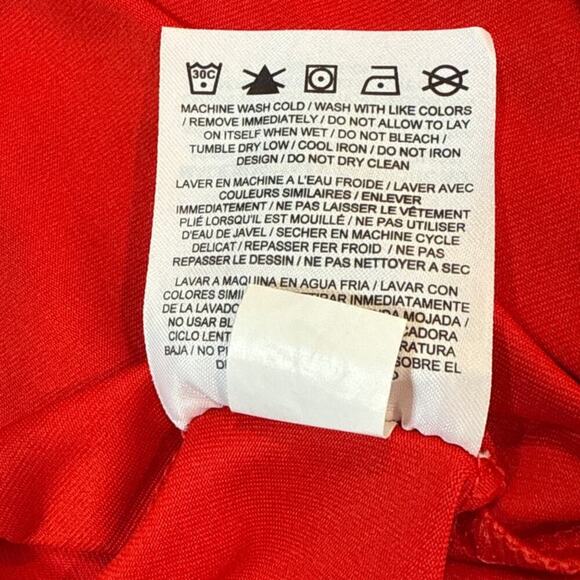 30C
MACHINE WASH COLD / WASH WITH LIKE COLORS
/ REMOVE IMMEDIATELY / DO NOT ALLOW TO LAY
ON ITSELF WHEN WET / DO NOT BLEACH /
TUMBLE DRY LOW / COOL IRON / DO NOT IRON
DESIGN / DO NOT DRY CLEAN
LAVER EN MACHINE A L'EAU FROIDE / LAVER AVEC
COULEURS SIMILAIRES / ENLEVER
IMMEDIATEMENT / NE PAS LAISSER LE VÊTEMENT
PLIÉ LORSQU'IL EST MOUILLÉ / NE PAS UTILISER
D'EAU DE JAVEL / SECHER EN MACHINE CYCLE
DELICAT / REPASSER FER FROID / NE PAS
REPASSER LE DESSIN / NE PAS NETTOYER A SEC
LAVAR A MAQUINA EN AGUA FRIA / LAVAR CON
COLORES INMEDIATAMENTE
DE LA MOJADA /
NO USAR
CICLO
BAJA / NO SOBRE EL